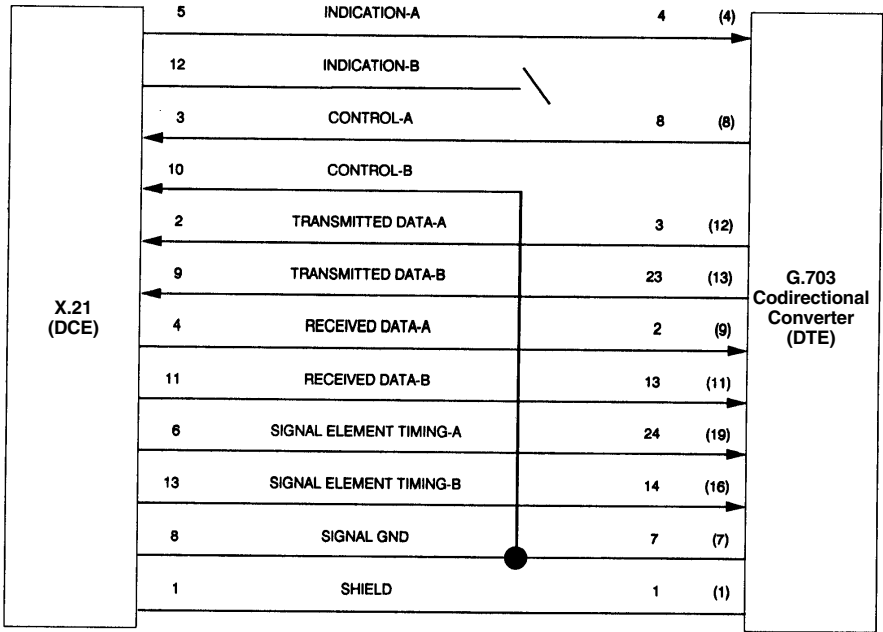 5 INDICATION-A 4 (4)
12 INDICATION-B
3 CONTROL-A 8 (8)
10 CONTROL-B
2 TRANSMITTED DATA-A 3 (12)
9 TRANSMITTED DATA-B 23 (13)
X.21
(DCE)
G.703
Codirectional
Converter
(DTE)
4 RECEIVED DATA-A 2 (9)
11 RECEIVED DATA-B 13 (11)
6 SIGNAL ELEMENT TIMING-A 24 (19)
13 SIGNAL ELEMENT TIMING-B 14 (16)
8 SIGNAL GND 7 (7)
1 SHIELD 1 (1)